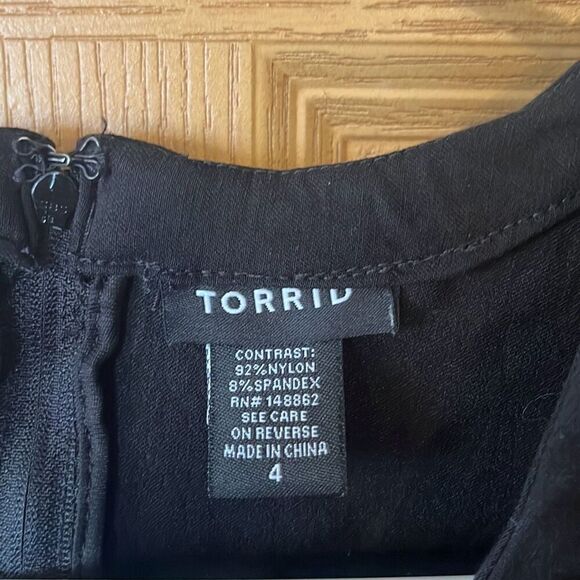 TORRID
CONTRAST:
92%NYLON
8%SPANDEX
RN# 148862
SEE CARE
ON REVERSE
MADE IN CHINA
4